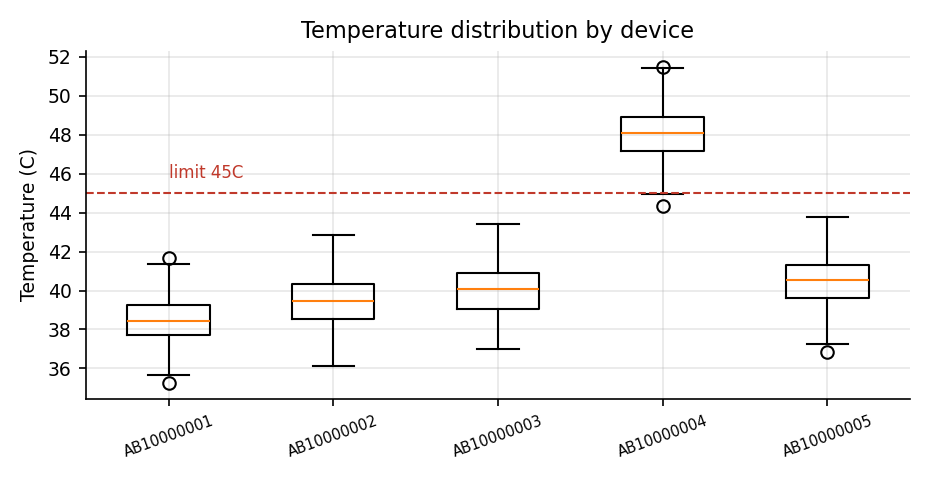 Temperature distribution by device
Temperature (C)
52
50
48
46
44
42
40
38
36
limit 45C
AB10000001
AB10000002
AB10000003
AB10000004
AB10000005